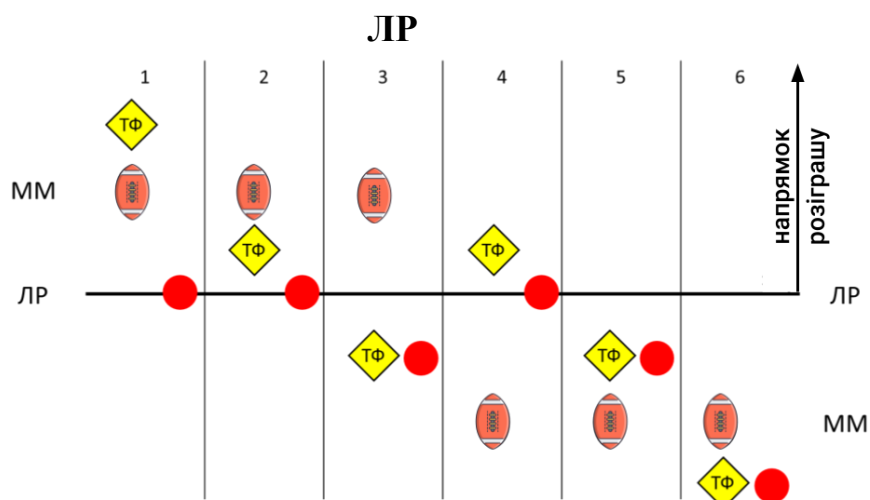 ЛР
1 2 3 4 5 6
ТФ
напрямок
розіграшу
ММ
ТФ ТФ
ЛР ЛР
ТФ ТФ
ММ
ТФ